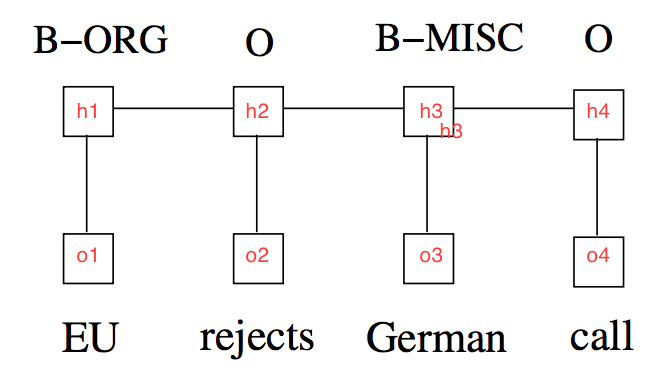 B–ORG O B–MISC O
h1 h2 h3 h4
h3
o1 o2 o3 o4
EU rejects German call